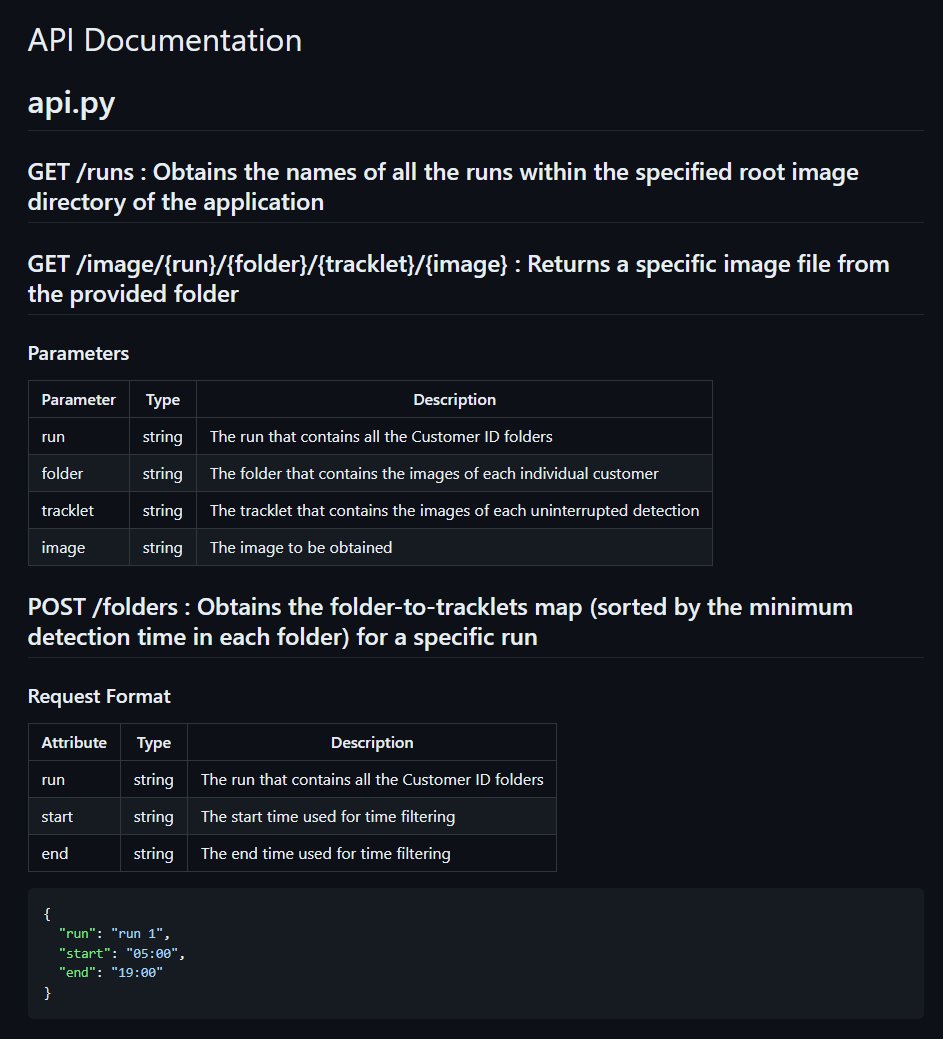 API Documentation
api.py
GET /runs : Obtains the names of all the runs within the specified root image
directory of the application
GET /image/{run}/{folder}/{tracklet}/{image} : Returns a specific image file from
the provided folder
Parameters
Parameter Type Description
run string The run that contains all the Customer ID folders
folder string The folder that contains the images of each individual customer
tracklet string The tracklet that contains the images of each uninterrupted detection
image string The image to be obtained
POST /folders : Obtains the folder-to-tracklets map (sorted by the minimum
detection time in each folder) for a specific run
Request Format
Attribute Type Description
run string The run that contains all the Customer ID folders
start string The start time used for time filtering
end string The end time used for time filtering
{
"run": "run 1",
"start": "05:00",
"end": "19:00"
}